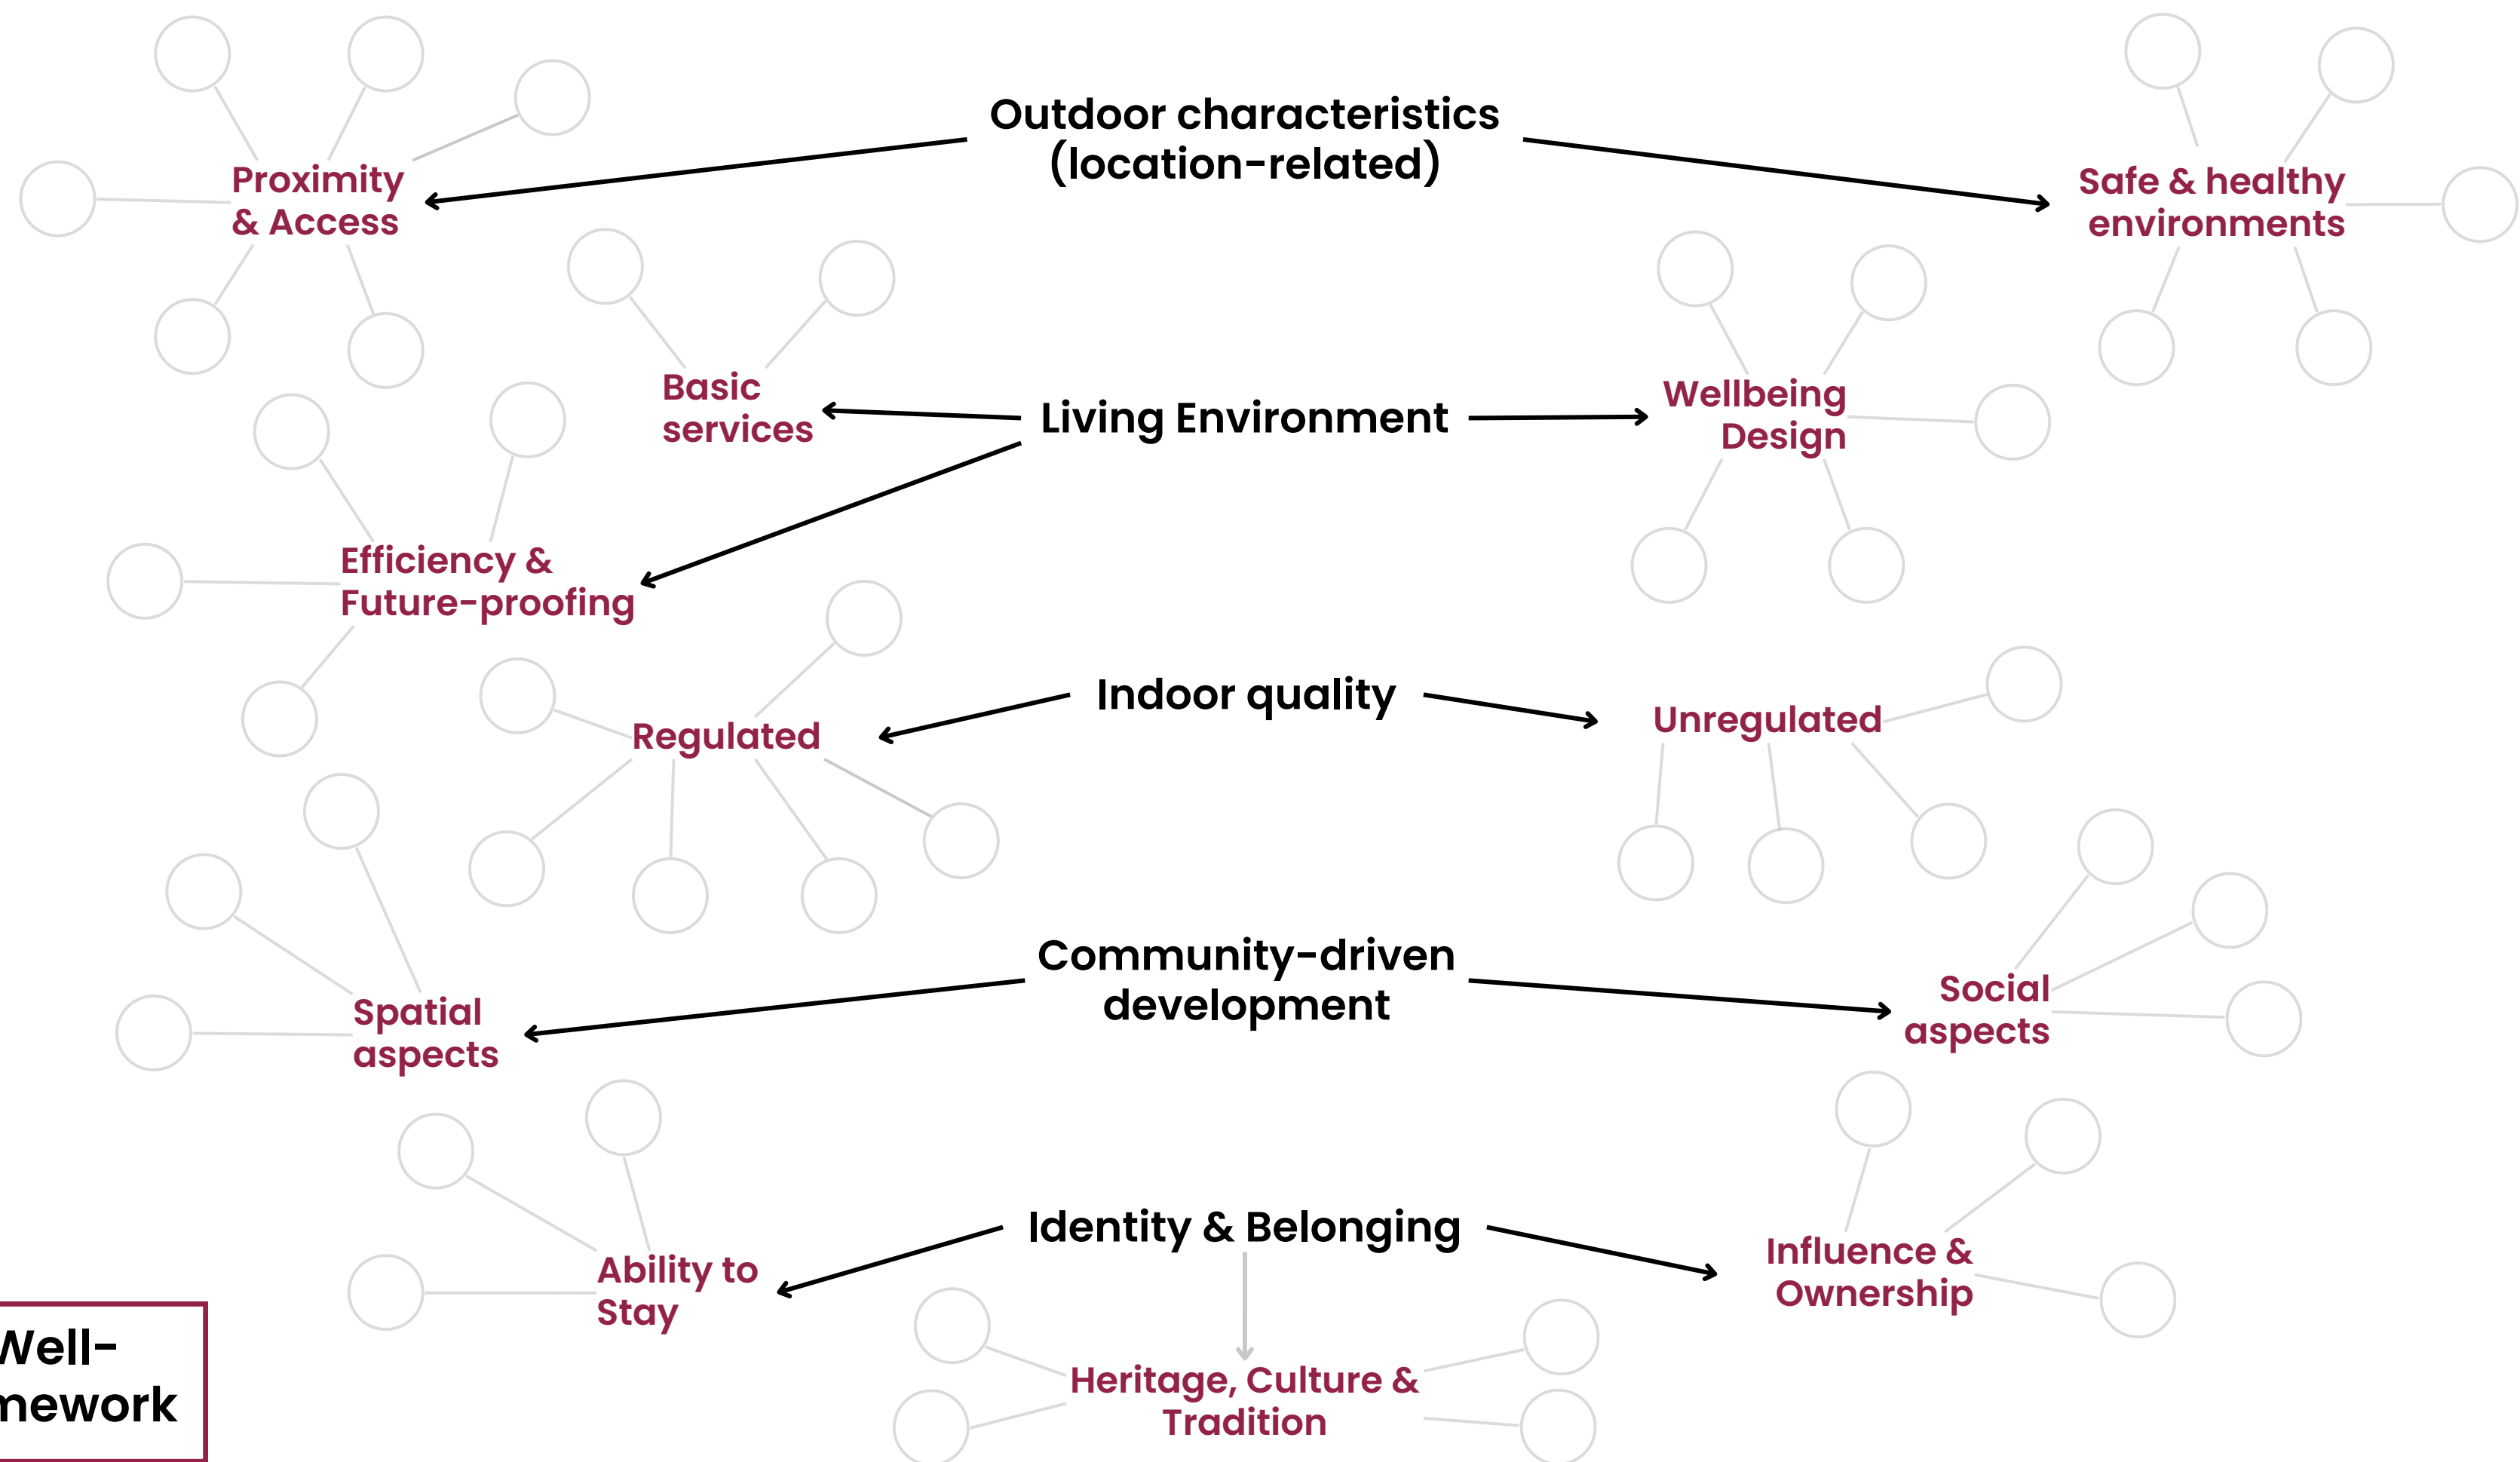 Outdoor characteristics
(location-related)
Proximity
& Access
Safe & healthy
environments
Basic
services
Living Environment
Wellbeing
Design
Efficiency &
Future-proofing
Indoor quality
Regulated
Unregulated
Community-driven
development
Spatial
aspects
Social
aspects
Identity & Belonging
Ability to
Stay
Influence &
Ownership
Heritage, Culture &
Tradition
Well-
mework